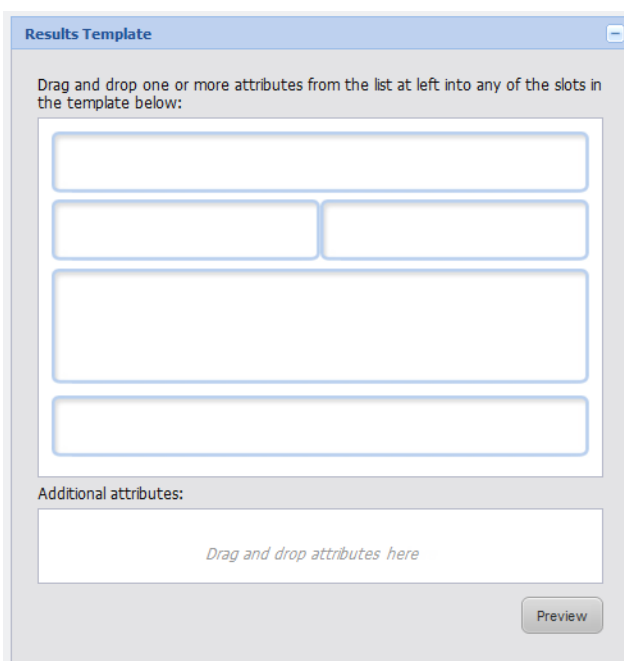 Results Template
Drag and drop one or more attributes from the list at left into any of the slots in
the template below:
Additional attributes:
Drag and drop attributes here
Preview